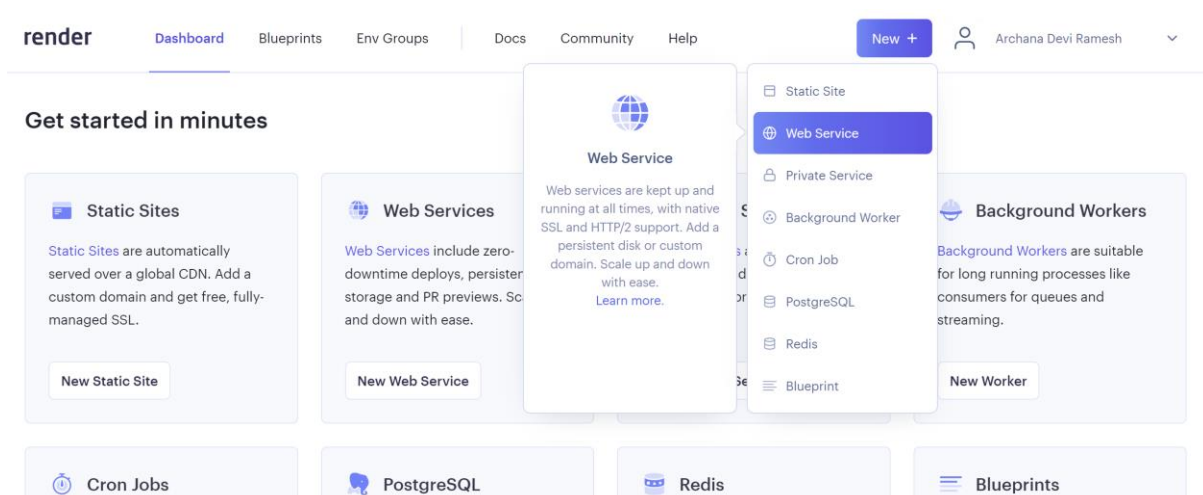 render Dashboard Blueprints Env Groups Docs Community Help New + Archana Devi Ramesh
Get started in minutes
Static Site
Web Service
Private Service
Background Worker
Cron Job
PostgreSQL
Redis
Blueprint
Web Service
Web services are kept up and
running at all times, with native
SSL and HTTP/2 support. Add a
persistent disk or custom
domain. Scale up and down
with ease.
Learn more.
Static Sites
Static Sites are automatically
served over a global CDN. Add a
custom domain and get free, fully-
managed SSL.
New Static Site
Web Services
Web Services include zero-
downtime deploys, persister
storage and PR previews. Sc
and down with ease.
New Web Service
Background Workers
Background Workers are suitable
for long running processes like
consumers for queues and
streaming.
New Worker
Cron Jobs
PostgreSQL
Redis
Blueprints